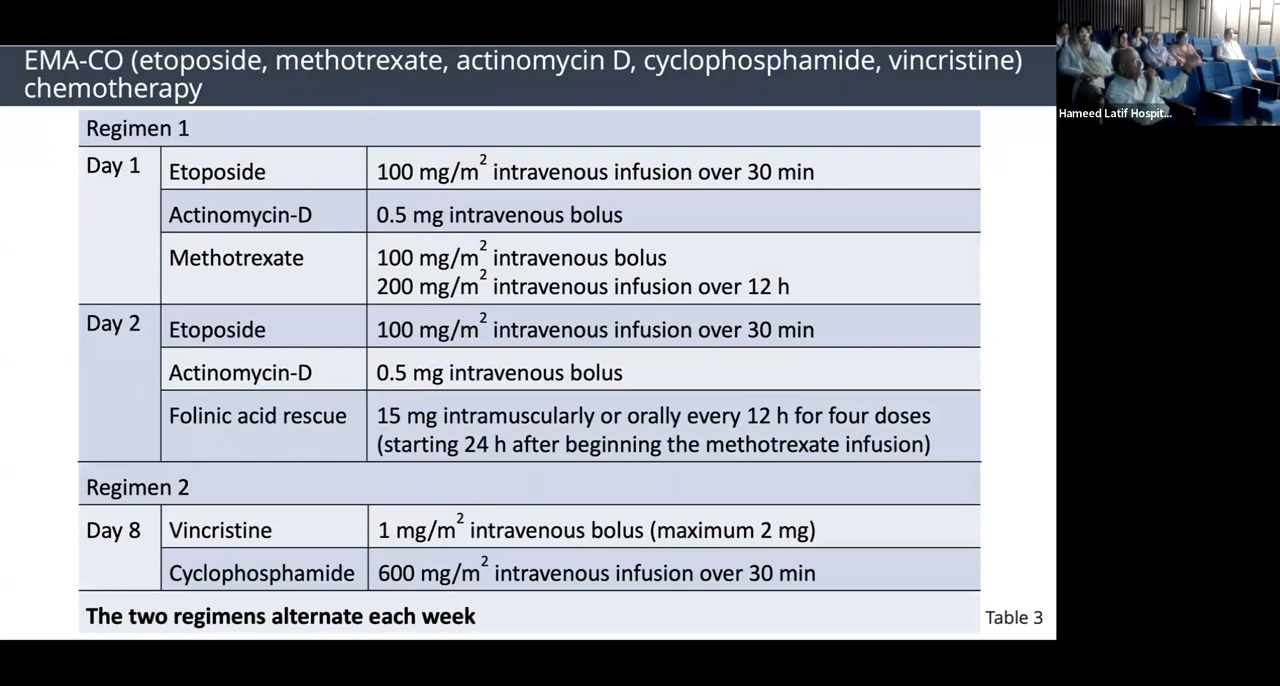 EMA-CO (etoposide, methotrexate, actinomycin D, cyclophosphamide, vincristine)
chemotherapy
Hameed Latif Hospit...
Regimen 1
Day 1
Etoposide
100 mg/m² intravenous infusion over 30 min
Actinomycin-D
0.5 mg intravenous bolus
Methotrexate
100 mg/m² intravenous bolus
200 mg/m² intravenous infusion over 12 h
Day 2
Etoposide
100 mg/m² intravenous infusion over 30 min
Actinomycin-D
0.5 mg intravenous bolus
Folinic acid rescue
15 mg intramuscularly or orally every 12 h for four doses
(starting 24 h after beginning the methotrexate infusion)
Regimen 2
Day 8
Vincristine
1 mg/m² intravenous bolus (maximum 2 mg)
Cyclophosphamide
600 mg/m² intravenous infusion over 30 min
The two regimens alternate each week
Table 3